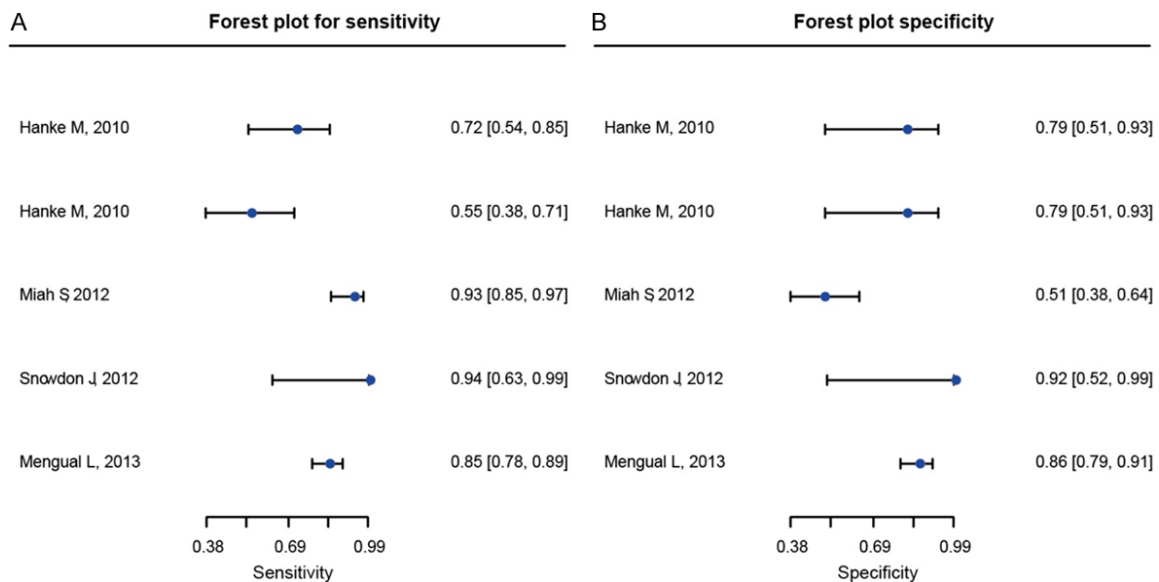 A Forest plot for sensitivity
Hanke M, 2010 0.72 [0.54, 0.85]
Hanke M, 2010 0.55 [0.38, 0.71]
Miah S, 2012 0.93 [0.85, 0.97]
Snowdon J, 2012 0.94 [0.63, 0.99]
Mengual L, 2013 0.85 [0.78, 0.89]
0.38 0.69 0.99
Sensitivity
B Forest plot specificity
Hanke M, 2010 0.79 [0.51, 0.93]
Hanke M, 2010 0.79 [0.51, 0.93]
Miah S, 2012 0.51 [0.38, 0.64]
Snowdon J, 2012 0.92 [0.52, 0.99]
Mengual L, 2013 0.86 [0.79, 0.91]
0.38 0.69 0.99
Specificity